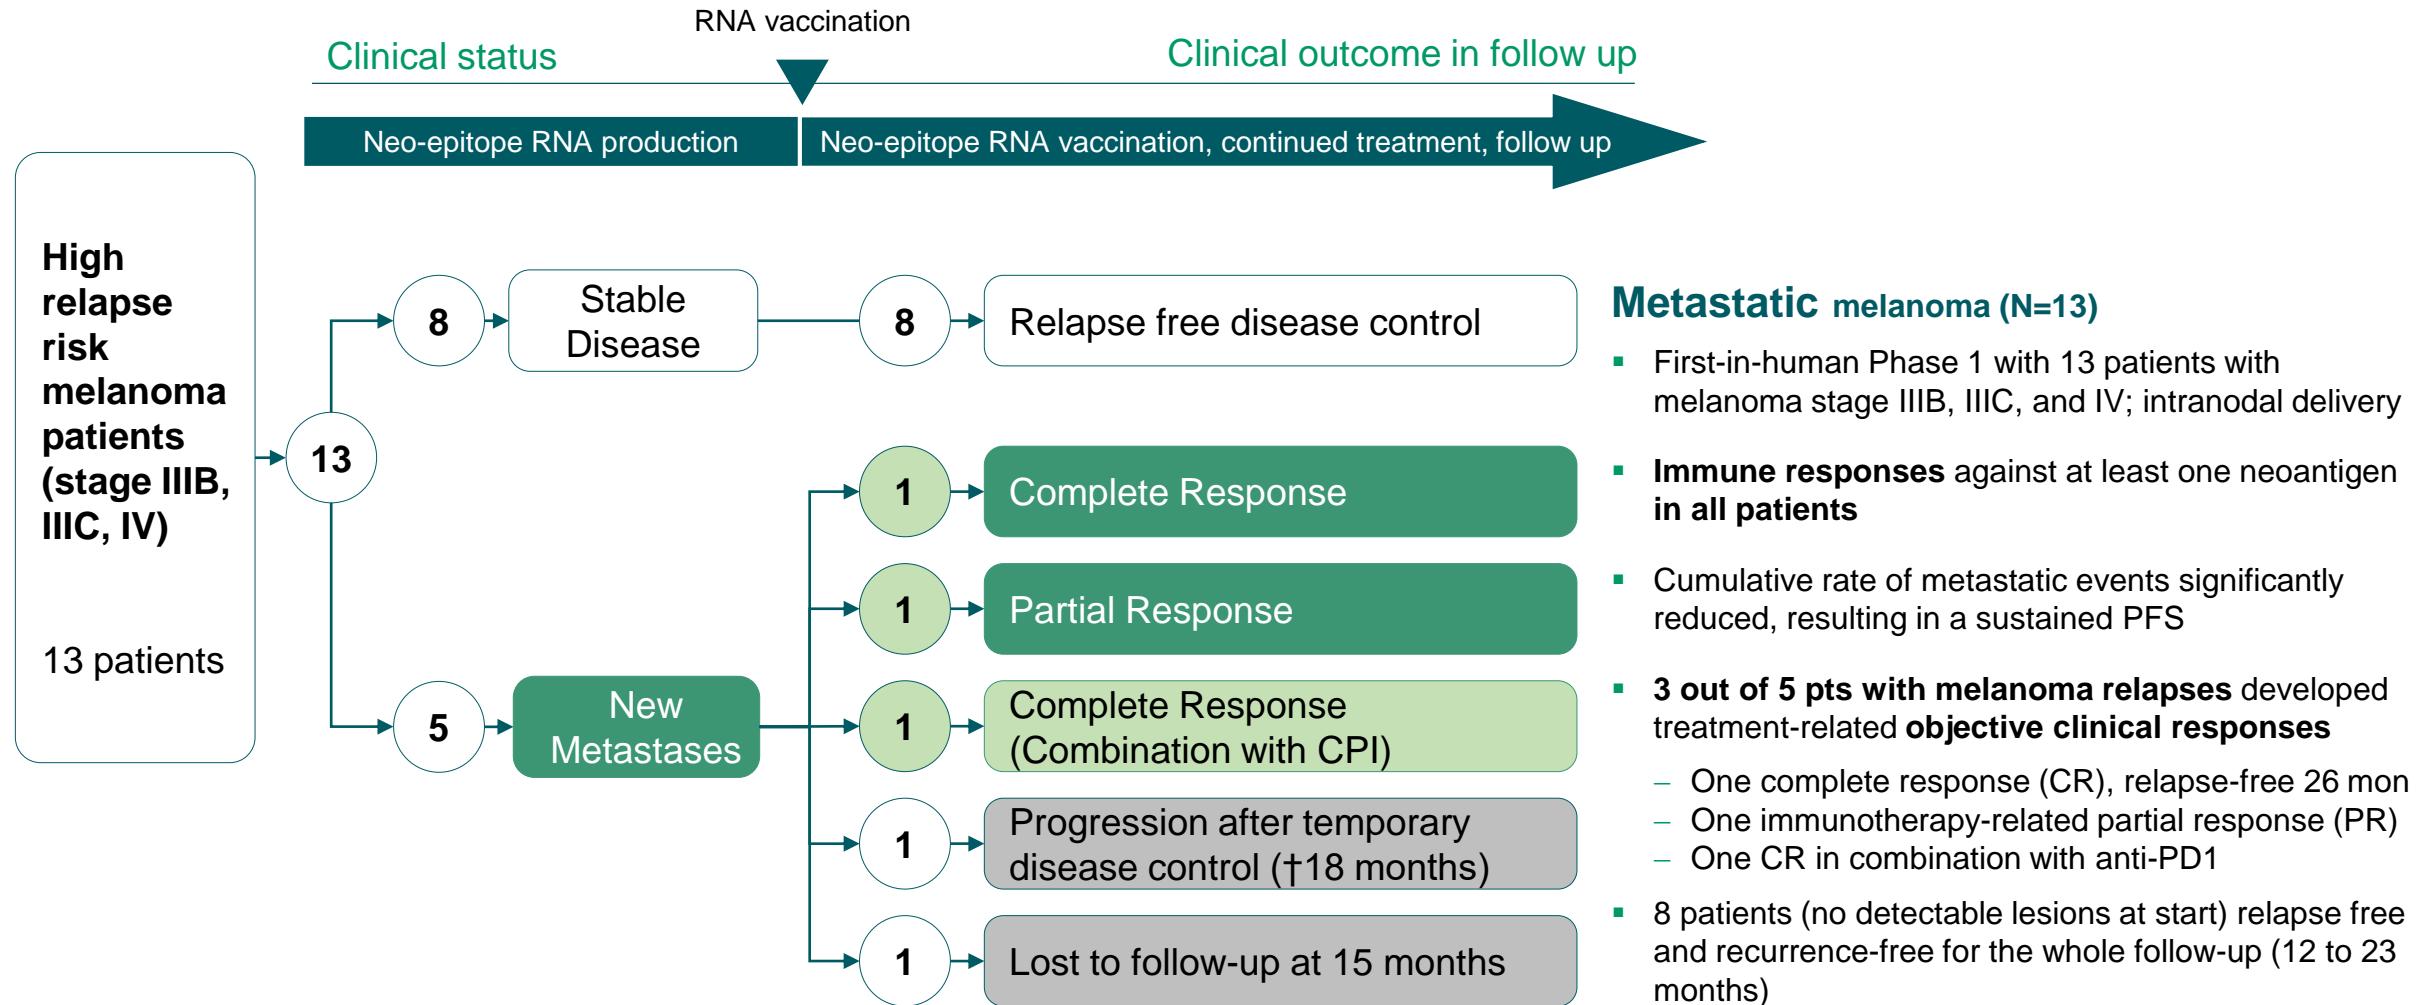 RNA vaccination
Clinical status
Clinical outcome in follow up
Neo-epitope RNA production
Neo-epitope RNA vaccination, continued treatment, follow up
High
relapse
risk
melanoma
patients
(stage IIIB,
IIIC, IV)
13 patients
13
8
Stable
Disease
8
Relapse free disease control
5
New
Metastases
1
Complete Response
1
Partial Response
1
Complete Response
(Combination with CPI)
1
Progression after temporary
disease control (†18 months)
1
Lost to follow-up at 15 months
Metastatic melanoma (N=13)
▪ First-in-human Phase 1 with 13 patients with
melanoma stage IIIB, IIIC, and IV; intranodal delivery
▪ Immune responses against at least one neoantigen
in all patients
▪ Cumulative rate of metastatic events significantly
reduced, resulting in a sustained PFS
▪ 3 out of 5 pts with melanoma relapses developed
treatment-related objective clinical responses
– One complete response (CR), relapse-free 26 mon
– One immunotherapy-related partial response (PR)
– One CR in combination with anti-PD1
▪ 8 patients (no detectable lesions at start) relapse free
and recurrence-free for the whole follow-up (12 to 23
months)